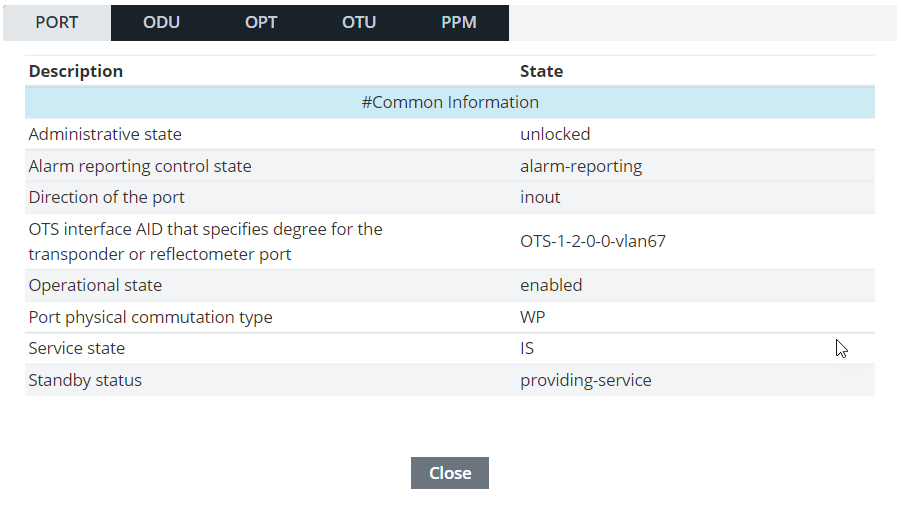 PORT ODU OPT OTU PPM
Description State
#Common Information
Administrative state unlocked
Alarm reporting control state alarm-reporting
Direction of the port inout
OTS interface AID that specifies degree for the
transponder or reflectometer port OTS-1-2-0-0-vlan67
Operational state enabled
Port physical commutation type WP
Service state IS
Standby status providing-service
Close